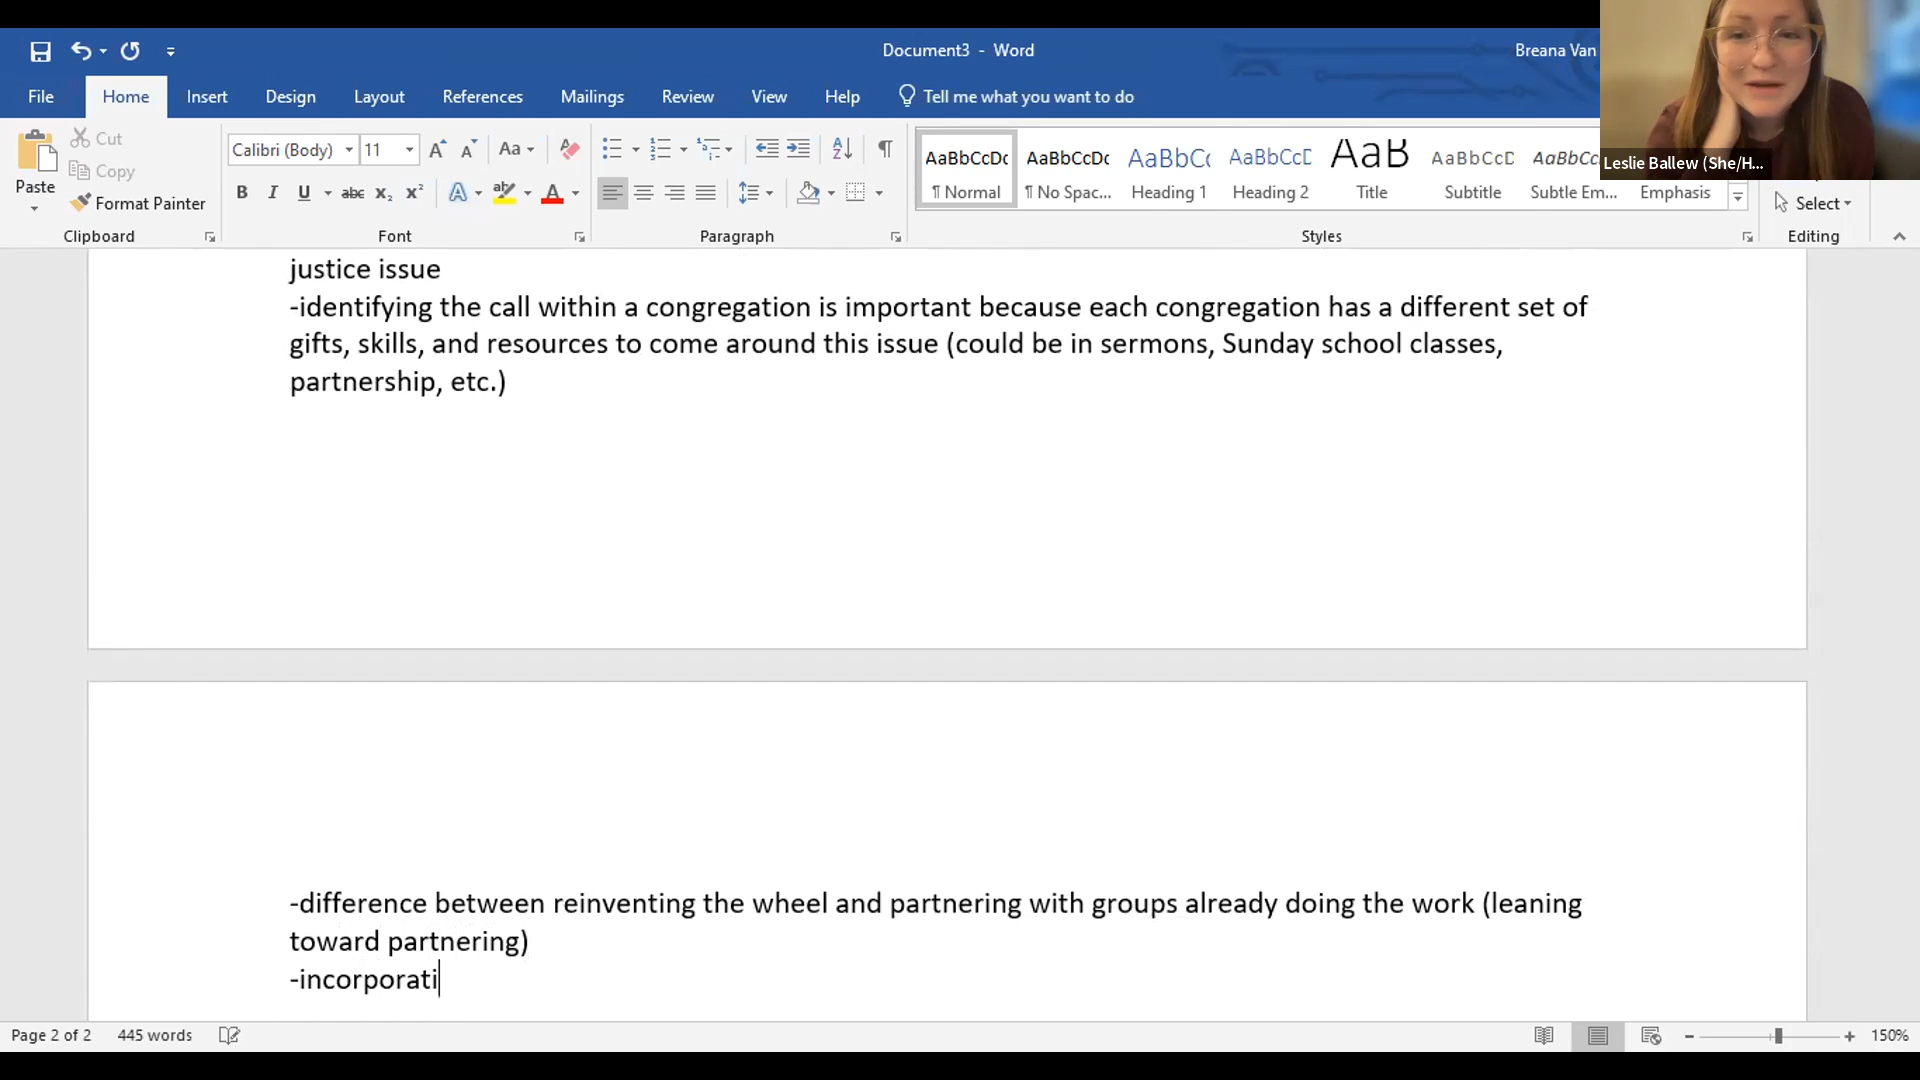 Document3 - Word
Breana Van
File Home Insert Design Layout References Mailings Review View Help Tell me what you want to do
Leslie Ballew (She/H...
Paste
Cut
Copy
Format Painter
Clipboard
Calibri (Body) 11
Font
Paragraph
AaBbCcDc AaBbCcDc AaBbCc AaBbCcD AaB AaBbCcD AaBbCc
¶ Normal ¶ No Spac... Heading 1 Heading 2 Title Subtitle Subtle Em... Emphasis
Styles
Select
Editing
justice issue
-identifying the call within a congregation is important because each congregation has a different set of
gifts, skills, and resources to come around this issue (could be in sermons, Sunday school classes,
partnership, etc.)
-difference between reinventing the wheel and partnering with groups already doing the work (leaning
toward partnering)
-incorporati
Page 2 of 2 445 words 150%